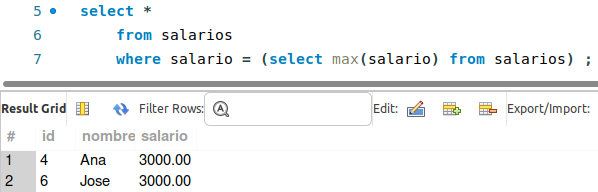 5 select *
6 from salarios
7 where salario = (select max(salario) from salarios) ;
Result Grid Filter Rows: Edit: Export/Import:
# id nombre salario
1 4 Ana 3000.00
2 6 Jose 3000.00